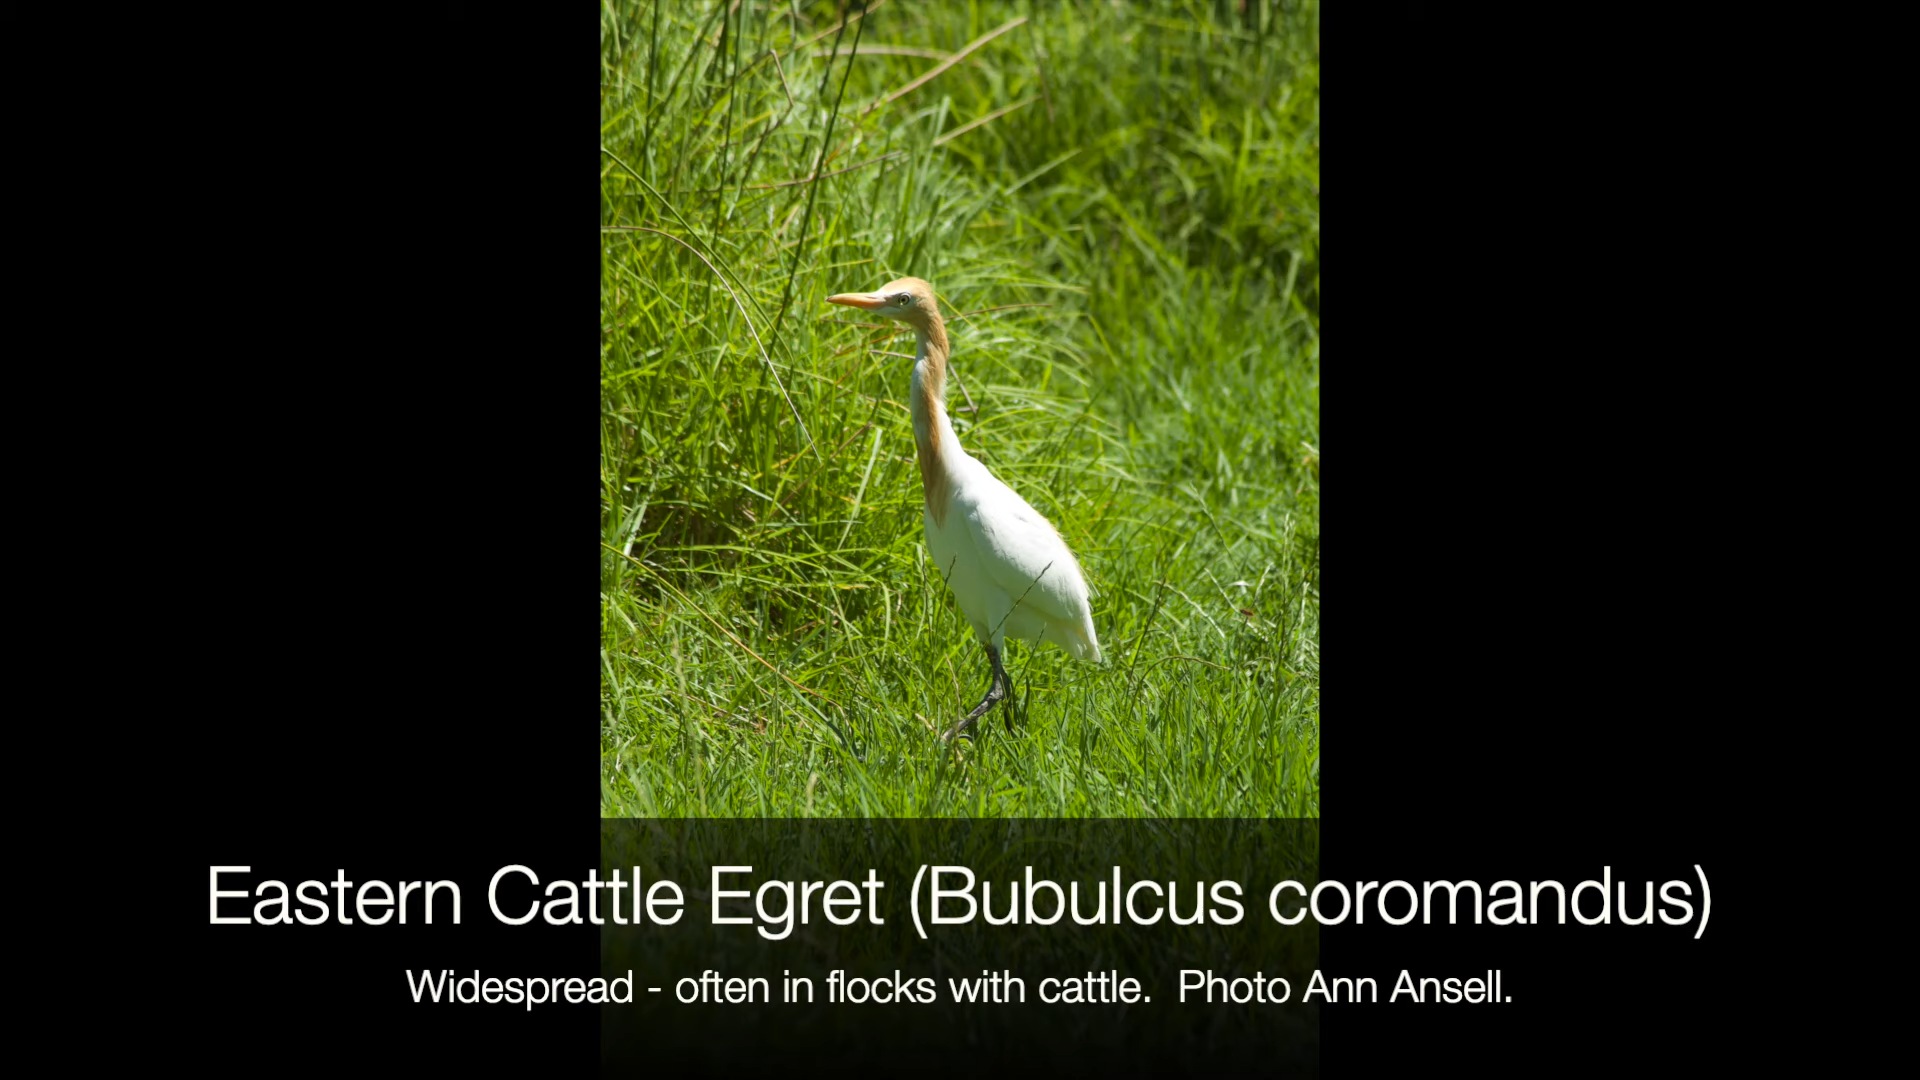 Eastern Cattle Egret (Bubulcus coromandus)
Widespread - often in flocks with cattle.  Photo Ann Ansell.